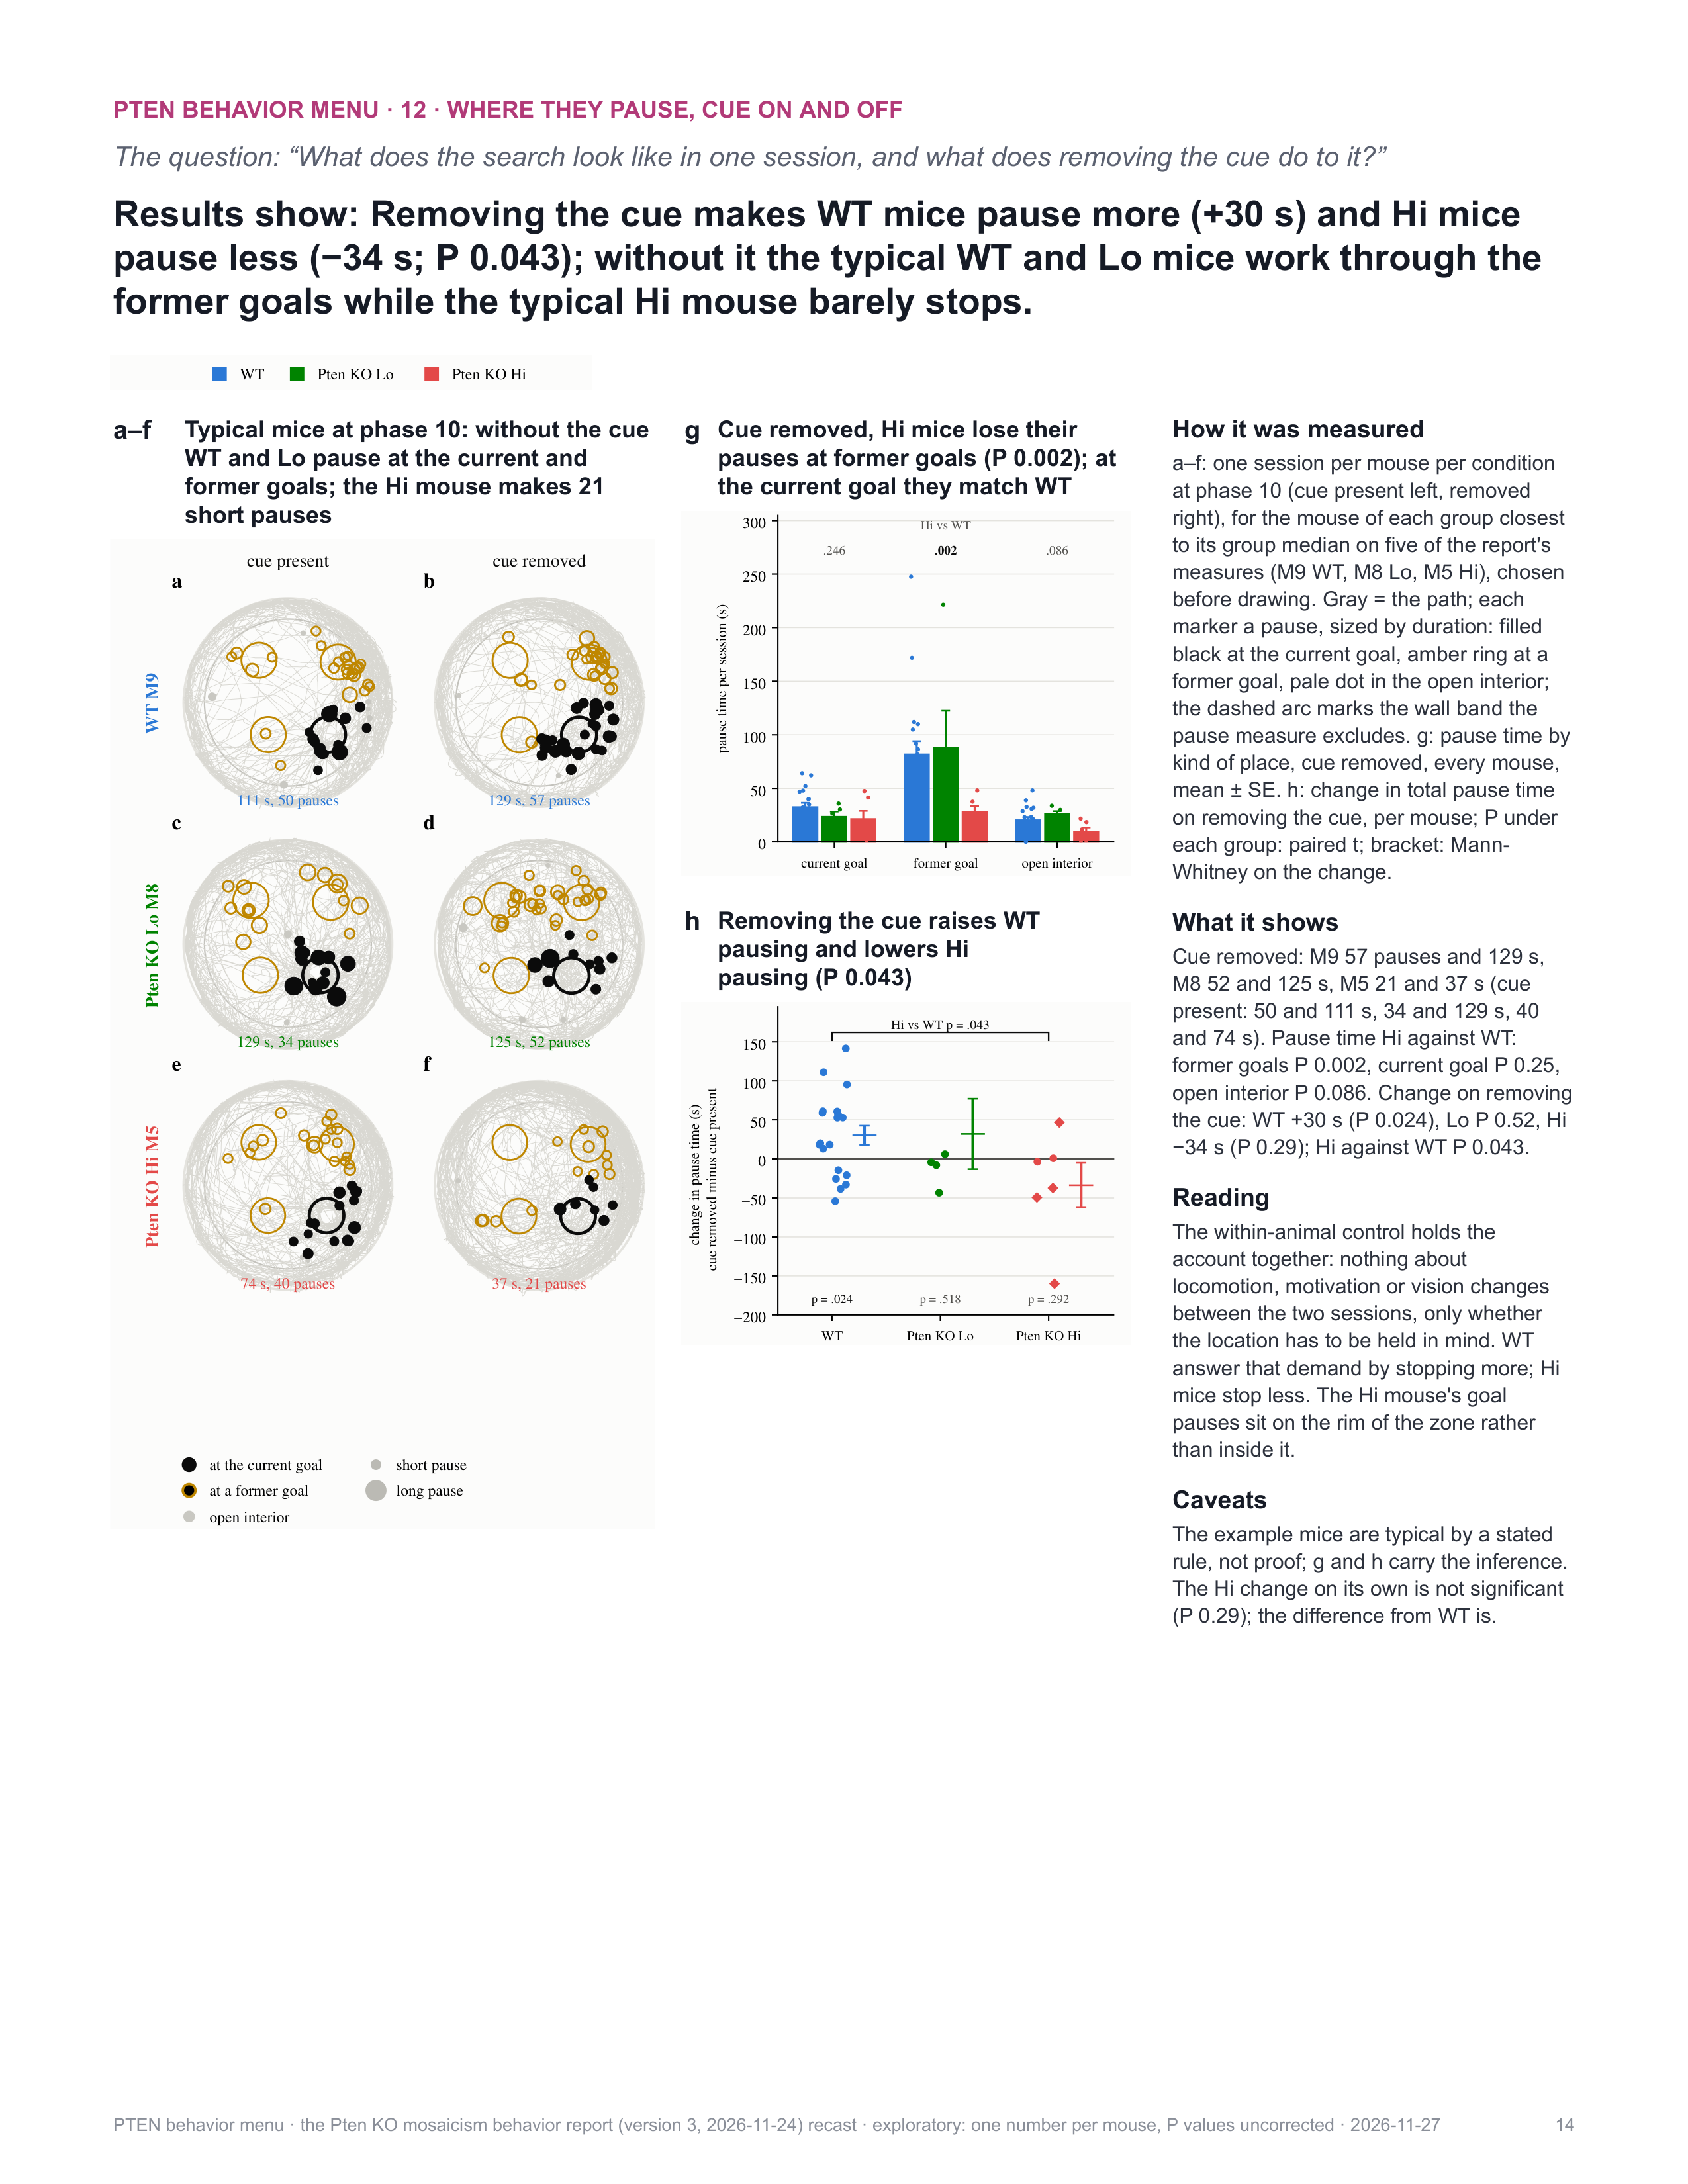 PTEN BEHAVIOR MENU · 12 · WHERE THEY PAUSE, CUE ON AND OFF
The question: “What does the search look like in one session, and what does removing the cue do to it?”
Results show: Removing the cue makes WT mice pause more (+30 s) and Hi mice
pause less (−34 s; P 0.043); without it the typical WT and Lo mice work through the
former goals while the typical Hi mouse barely stops.
WT Pten KO Lo Pten KO Hi
a–f Typical mice at phase 10: without the cue
WT and Lo pause at the current and
former goals; the Hi mouse makes 21
short pauses
cue present cue removed
a b
WT M9
111 s, 50 pauses 129 s, 57 pauses
c d
Pten KO Lo M8
129 s, 34 pauses 125 s, 52 pauses
e f
Pten KO Hi M5
74 s, 40 pauses 37 s, 21 pauses
at the current goal short pause
at a former goal long pause
open interior
g Cue removed, Hi mice lose their
pauses at former goals (P 0.002); at
the current goal they match WT
Hi vs WT
.246 .002 .086
pause time per session (s)
300
250
200
150
100
50
0
current goal former goal open interior
h Removing the cue raises WT
pausing and lowers Hi
pausing (P 0.043)
Hi vs WT p = .043
change in pause time (s)
cue removed minus cue present
150
100
50
0
−50
−100
−150
−200
p = .024 p = .518 p = .292
WT Pten KO Lo Pten KO Hi
How it was measured
a–f: one session per mouse per condition
at phase 10 (cue present left, removed
right), for the mouse of each group closest
to its group median on five of the report's
measures (M9 WT, M8 Lo, M5 Hi), chosen
before drawing. Gray = the path; each
marker a pause, sized by duration: filled
black at the current goal, amber ring at a
former goal, pale dot in the open interior;
the dashed arc marks the wall band the
pause measure excludes. g: pause time by
kind of place, cue removed, every mouse,
mean ± SE. h: change in total pause time
on removing the cue, per mouse; P under
each group: paired t; bracket: Mann-
Whitney on the change.
What it shows
Cue removed: M9 57 pauses and 129 s,
M8 52 and 125 s, M5 21 and 37 s (cue
present: 50 and 111 s, 34 and 129 s, 40
and 74 s). Pause time Hi against WT:
former goals P 0.002, current goal P 0.25,
open interior P 0.086. Change on removing
the cue: WT +30 s (P 0.024), Lo P 0.52, Hi
−34 s (P 0.29); Hi against WT P 0.043.
Reading
The within-animal control holds the
account together: nothing about
locomotion, motivation or vision changes
between the two sessions, only whether
the location has to be held in mind. WT
answer that demand by stopping more; Hi
mice stop less. The Hi mouse's goal
pauses sit on the rim of the zone rather
than inside it.
Caveats
The example mice are typical by a stated
rule, not proof; g and h carry the inference.
The Hi change on its own is not significant
(P 0.29); the difference from WT is.
PTEN behavior menu · the Pten KO mosaicism behavior report (version 3, 2026-11-24) recast · exploratory: one number per mouse, P values uncorrected · 2026-11-27 14